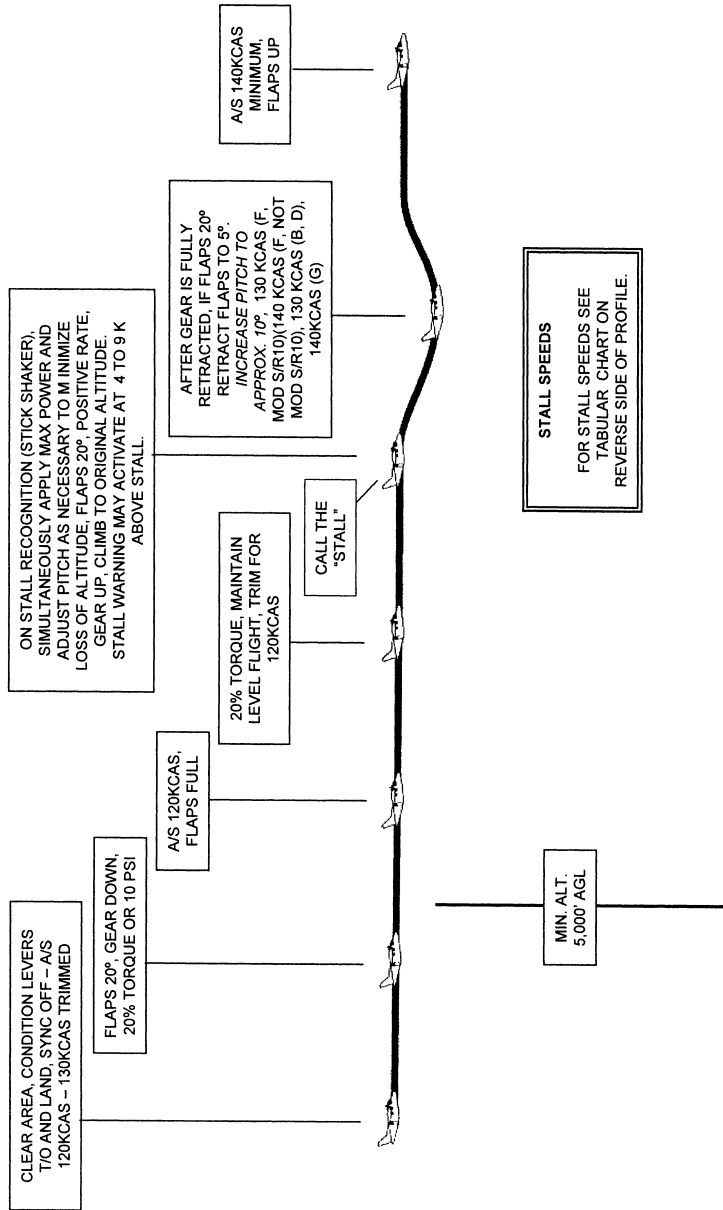 CLEAR AREA, CONDITION LEVERS
T/O AND LAND, SYNC OFF – A/S
120KCAS – 130KCAS TRIMMED
FLAPS 20º, GEAR DOWN,
20% TORQUE OR 10 PSI
A/S 120KCAS,
FLAPS FULL
20% TORQUE, MAINTAIN
LEVEL FLIGHT, TRIM FOR
120KCAS
CALL THE
"STALL"
ON STALL RECOGNITION (STICK SHAKER),
SIMULTANEOUSLY APPLY MAX POWER AND
ADJUST PITCH AS NECESSARY TO M INIMIZE
LOSS OF ALTITUDE, FLAPS 20º, POSITIVE RATE,
GEAR UP, CLIMB TO ORIGINAL ALTITUDE.
STALL WARNING MAY ACTIVATE AT 4 TO 9 K
ABOVE STALL.
AFTER GEAR IS FULLY
RETRACTED, IF FLAPS 20º
RETRACT FLAPS TO 5º.
INCREASE PITCH TO
APPROX. 10º, 130 KCAS (F,
MOD S/R10)(140 KCAS (F, NOT
MOD S/R10), 130 KCAS (B, D),
140KCAS (G)
A/S 140KCAS
MINIMUM,
FLAPS UP
MIN. ALT.
5,000' AGL
STALL SPEEDS
FOR STALL SPEEDS SEE
TABULAR CHART ON
REVERSE SIDE OF PROFILE.